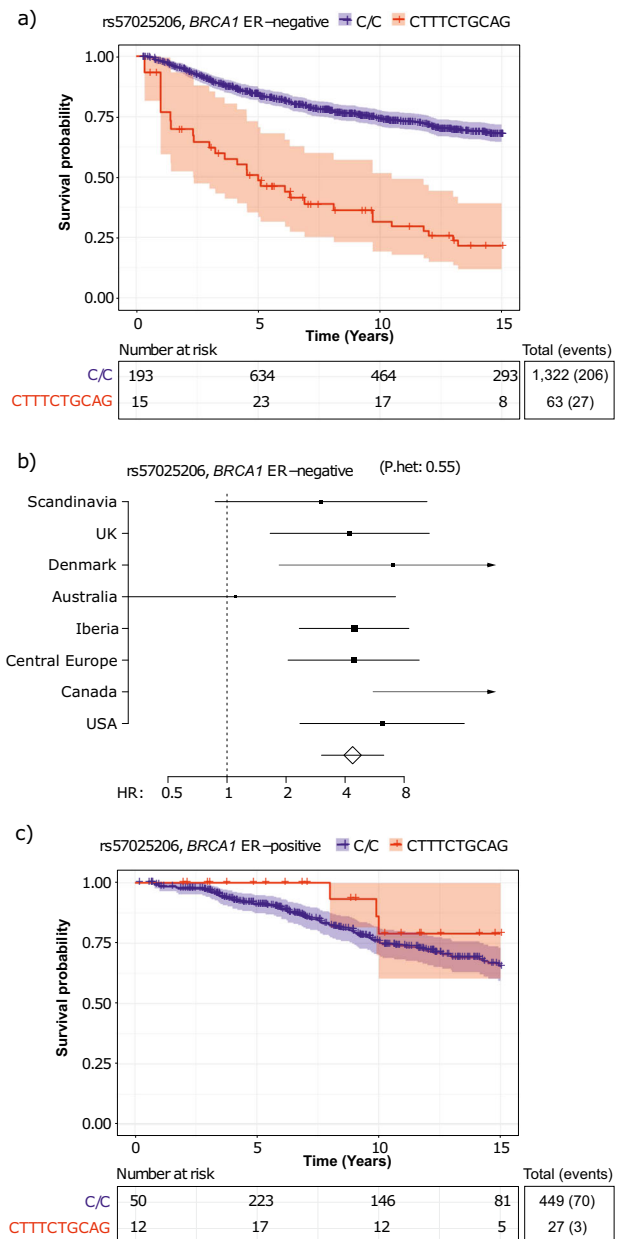 a)
rs57025206, BRCA1 ER−negative C/C CTTTCTGCAG
Survival probability
1.00
0.75
0.50
0.25
0.00
0 5 10 15
Time (Years)
Number at risk
Total (events)
C/C 193 634 464 293 1,322 (206)
CTTTCTGCAG 15 23 17 8 63 (27)
b)
rs57025206, BRCA1 ER−negative (P.het: 0.55)
Scandinavia
UK
Denmark
Australia
Iberia
Central Europe
Canada
USA
HR: 0.5 1 2 4 8
c)
rs57025206, BRCA1 ER−positive C/C CTTTCTGCAG
Survival probability
1.00
0.75
0.50
0.25
0.00
0 5 10 15
Time (Years)
Number at risk
Total (events)
C/C 50 223 146 81 449 (70)
CTTTCTGCAG 12 17 12 5 27 (3)